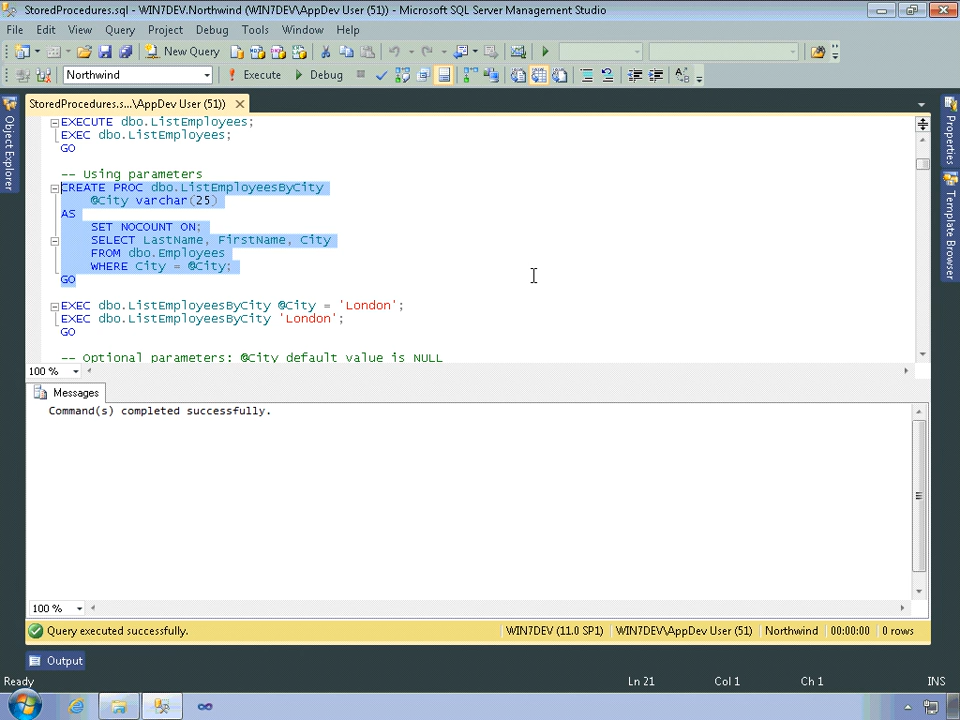 StoredProcedures.sql - WIN7DEV.Northwind (WIN7DEV\AppDev User (51)) - Microsoft SQL Server Management Studio
File Edit View Query Project Debug Tools Window Help
New Query
Northwind Execute Debug
StoredProcedures.s...\AppDev User (51))
Object Explorer
Properties
Template Browser
EXECUTE dbo.ListEmployees;
EXEC dbo.ListEmployees;
GO
-- Using parameters
CREATE PROC dbo.ListEmployeesByCity
@City varchar(25)
AS
SET NOCOUNT ON;
SELECT LastName, FirstName, City
FROM dbo.Employees
WHERE City = @City;
GO
EXEC dbo.ListEmployeesByCity @City = 'London';
EXEC dbo.ListEmployeesByCity 'London';
GO
-- Optional parameters: @City default value is NULL
100 %
Messages
Command(s) completed successfully.
100 %
Query executed successfully. WIN7DEV (11.0 SP1) WIN7DEV\AppDev User (51) Northwind 00:00:00 0 rows
Output
Ready Ln 21 Col 1 Ch 1 INS